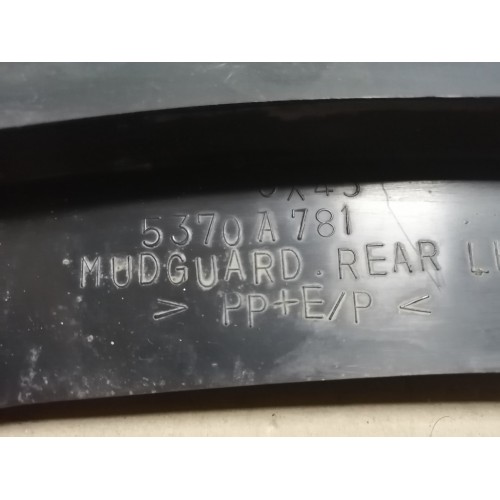 5370A781
MUDGUARD. REAR
> PP+E/P <